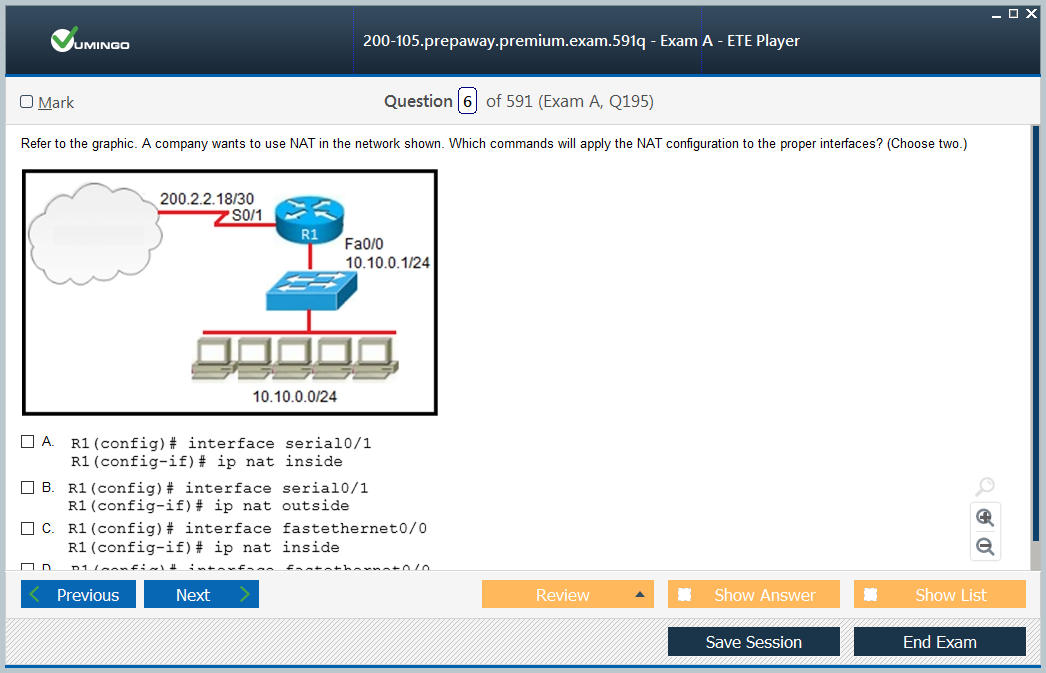 VUMINGO
200-105.prepaway.premium.exam.591q - Exam A - ETE Player
Mark
Question 6 of 591 (Exam A, Q195)
Refer to the graphic. A company wants to use NAT in the network shown. Which commands will apply the NAT configuration to the proper interfaces? (Choose two.)
200.2.2.18/30
S0/1
R1
Fa0/0
10.10.0.1/24
10.10.0.0/24
A. R1(config)# interface serial0/1
R1(config-if)# ip nat inside
B. R1(config)# interface serial0/1
R1(config-if)# ip nat outside
C. R1(config)# interface fastethernet0/0
R1(config-if)# ip nat inside
D. R1(config)# interface fastethernet0/0
Previous
Next
Review
Show Answer
Show List
Save Session
End Exam